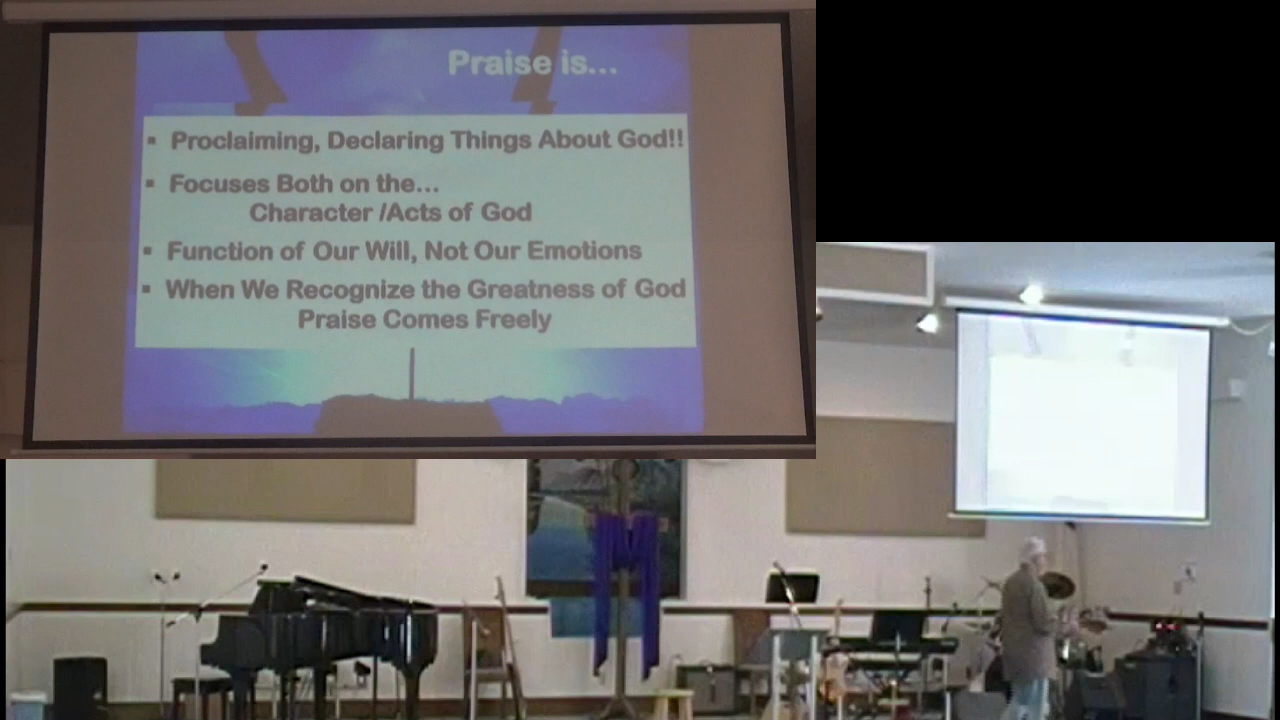 Praise is...
▪ Proclaiming, Declaring Things About God!!
▪ Focuses Both on the...
Character /Acts of God
▪ Function of Our Will, Not Our Emotions
▪ When We Recognize the Greatness of God
Praise Comes Freely